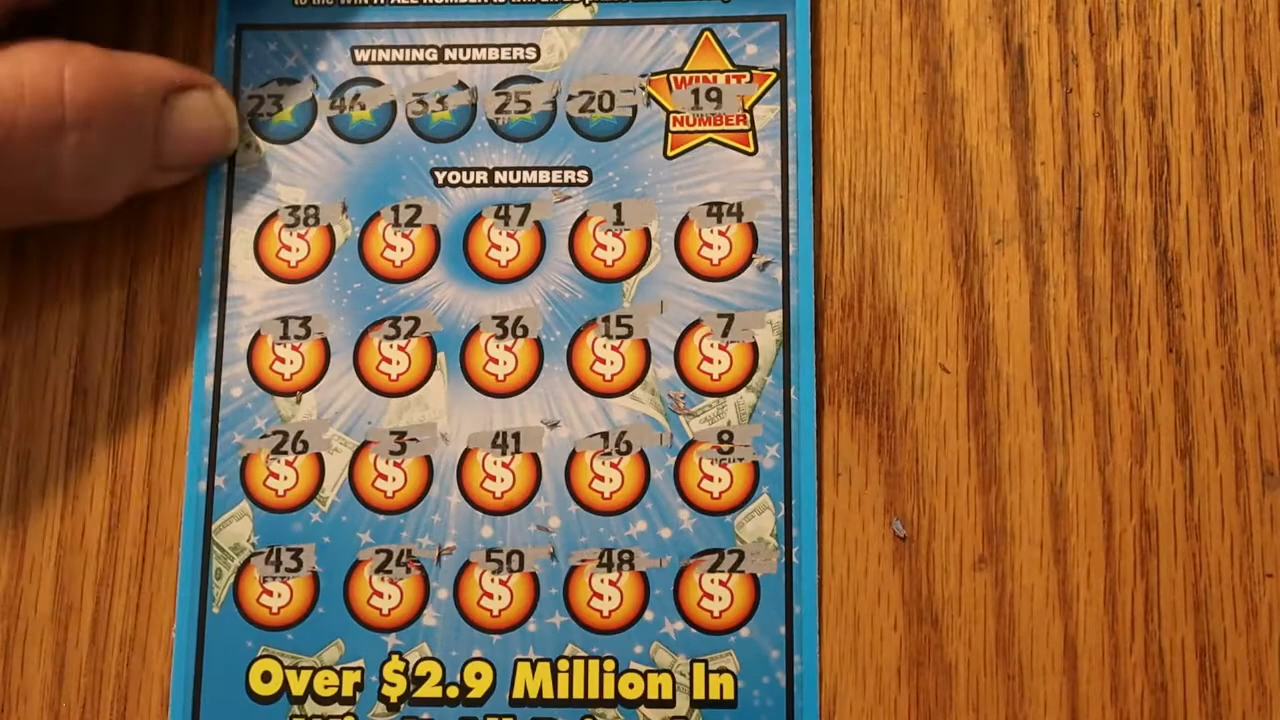 WINNING NUMBERS
23 46 33 25 20
WIN IT
19
NUMBER
YOUR NUMBERS
38 12 47 1 44
13 32 36 15 7
26 3 41 16 8
43 24 50 48 22
Over $2.9 Million In